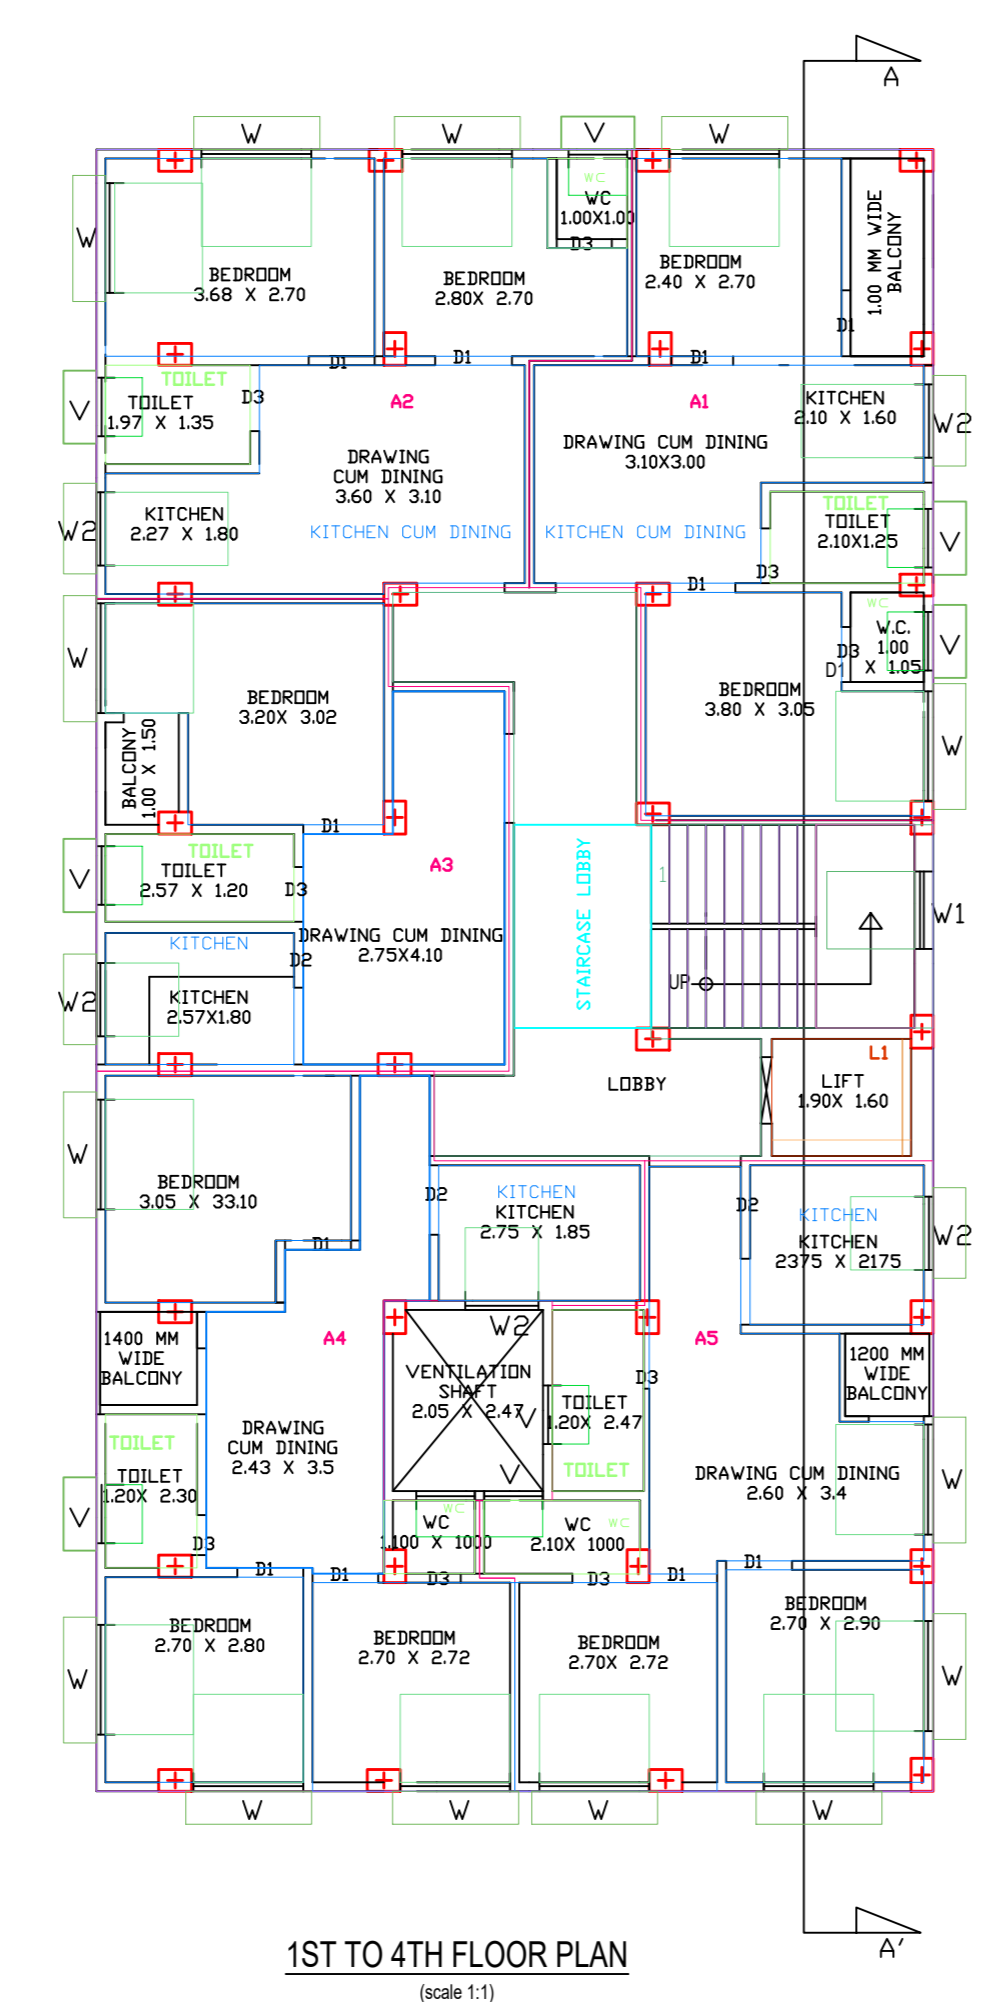 A
W
W
V
W
W
WC
WC
1.00X1.00
D3
BEDROOM
3.68 X 2.70
BEDROOM
2.80X 2.70
BEDROOM
2.40 X 2.70
1.00 MM WIDE
BALCONY
D1
D1
D1
D1
TOILET
TOILET
1.97 X 1.35
D3
V
A2
A1
KITCHEN
2.10 X 1.60
W2
DRAWING
CUM DINING
3.60 X 3.10
DRAWING CUM DINING
3.10X3.00
KITCHEN
2.27 X 1.80
W2
KITCHEN CUM DINING
KITCHEN CUM DINING
TOILET
TOILET
2.10X1.25
V
D3
D1
WC
W.C.
1.00
X 1.05
V
D3
D1
W
BEDROOM
3.20X 3.02
BEDROOM
3.80 X 3.05
W
BALCONY
1.00 X 1.50
D1
TOILET
TOILET
2.57 X 1.20
V
D3
A3
STAIRCASE LOBBY
1
W1
DRAWING CUM DINING
2.75X4.10
KITCHEN
D2
KITCHEN
2.57X1.80
W2
UP
L1
LOBBY
LIFT
1.90X 1.60
W
BEDROOM
3.05 X 33.10
D1
D2
KITCHEN
KITCHEN
2.75 X 1.85
D2
KITCHEN
KITCHEN
2375 X 2175
W2
1400 MM
WIDE
BALCONY
A4
W2
A5
1200 MM
WIDE
BALCONY
VENTILATION
SHAFT
2.05 X 2.47
V
V
D3
TOILET
1.20X 2.47
TOILET
DRAWING
CUM DINING
2.43 X 3.5
TOILET
TOILET
1.20X 2.30
V
D3
DRAWING CUM DINING
2.60 X 3.4
W
WC
WC
1.100 X 1000
WC
WC
2.10X 1000
D1
D1
D3
D3
D1
D1
BEDROOM
2.70 X 2.80
BEDROOM
2.70 X 2.72
BEDROOM
2.70X 2.72
BEDROOM
2.70 X 2.90
W
W
W
W
W
W
A'
1ST TO 4TH FLOOR PLAN
(scale 1:1)